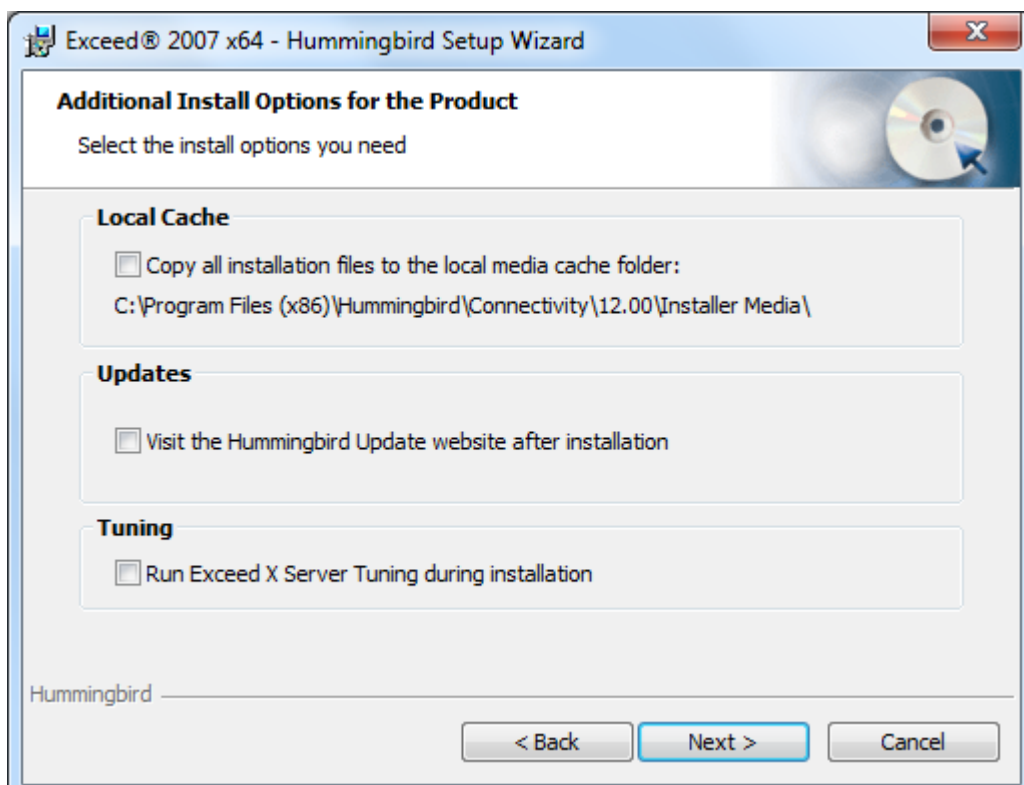 Exceed® 2007 x64 - Hummingbird Setup Wizard
Additional Install Options for the Product
Select the install options you need
Local Cache
Copy all installation files to the local media cache folder:
C:\Program Files (x86)\Hummingbird\Connectivity\12.00\Installer Media\
Updates
Visit the Hummingbird Update website after installation
Tuning
Run Exceed X Server Tuning during installation
Hummingbird
< Back Next > Cancel